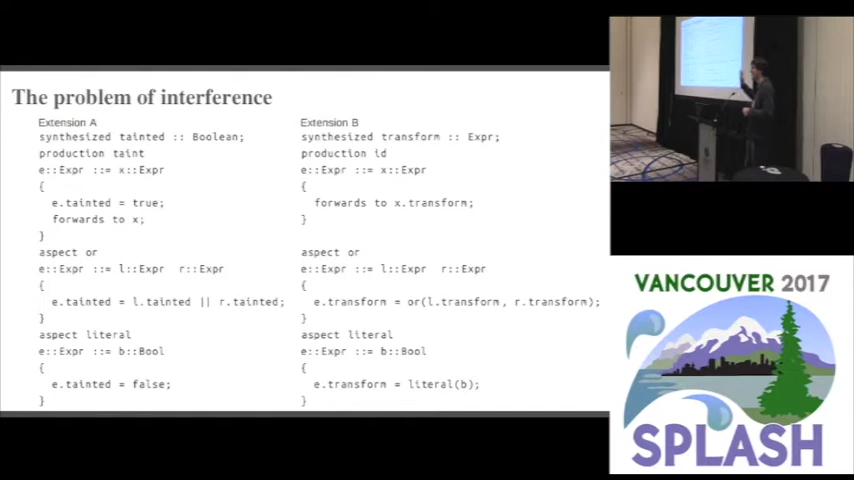 The problem of interference
Extension A
synthesized tainted :: Boolean;
production taint
e::Expr ::= x::Expr
{
e.tainted = true;
forwards to x;
}
aspect or
e::Expr ::= l::Expr r::Expr
{
e.tainted = l.tainted || r.tainted;
}
aspect literal
e::Expr ::= b::Bool
{
e.tainted = false;
}
Extension B
synthesized transform :: Expr;
production id
e::Expr ::= x::Expr
{
forwards to x.transform;
}
aspect or
e::Expr ::= l::Expr r::Expr
{
e.transform = or(l.transform, r.transform);
}
aspect literal
e::Expr ::= b::Bool
{
e.transform = literal(b);
}
VANCOUVER 2017
SPLASH